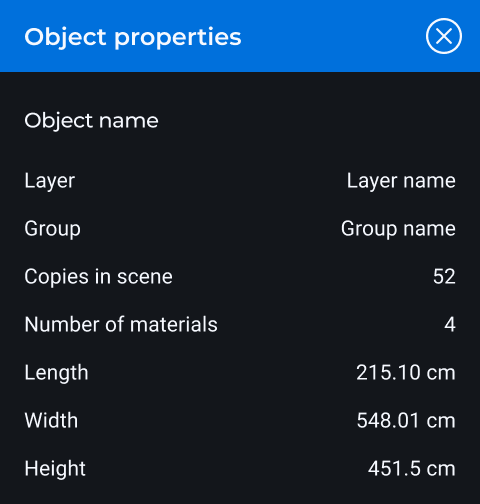 Object properties
Object name
Layer Layer name
Group Group name
Copies in scene 52
Number of materials 4
Length 215.10 cm
Width 548.01 cm
Height 451.5 cm